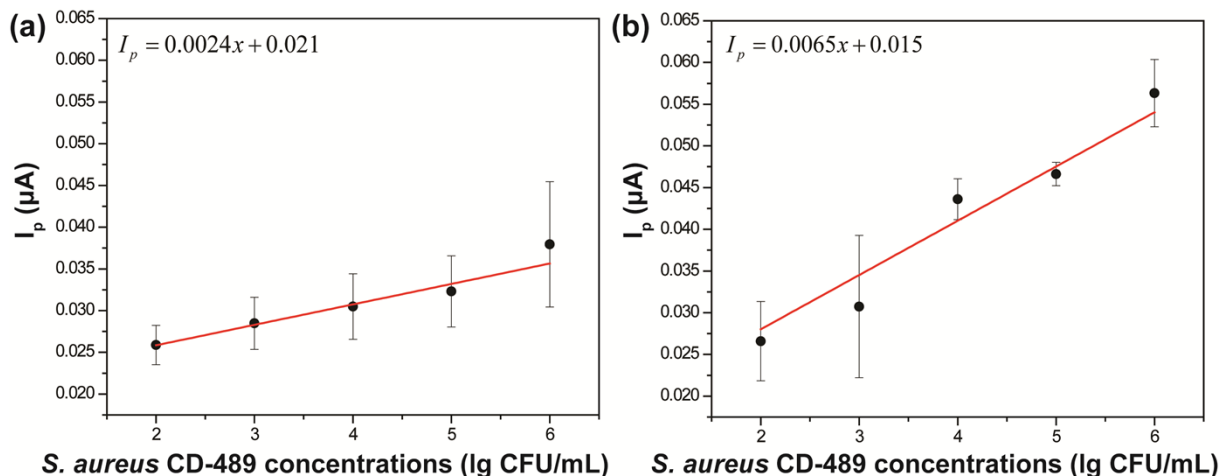 (a)
I_p = 0.0024x + 0.021
0.065
0.060
0.055
0.050
0.045
0.040
0.035
0.030
0.025
0.020
I_p (µA)
2 3 4 5 6
S. aureus CD-489 concentrations (lg CFU/mL)
(b)
I_p = 0.0065x + 0.015
0.065
0.060
0.055
0.050
0.045
0.040
0.035
0.030
0.025
0.020
I_p (µA)
2 3 4 5 6
S. aureus CD-489 concentrations (lg CFU/mL)